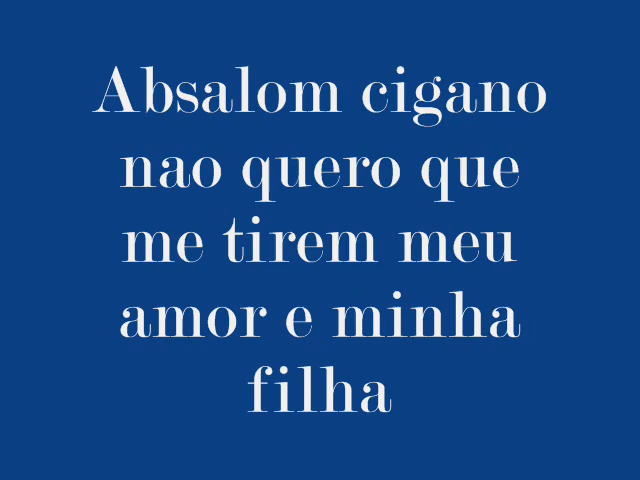 Absalom cigano
nao quero que
me tirem meu
amor e minha
filha